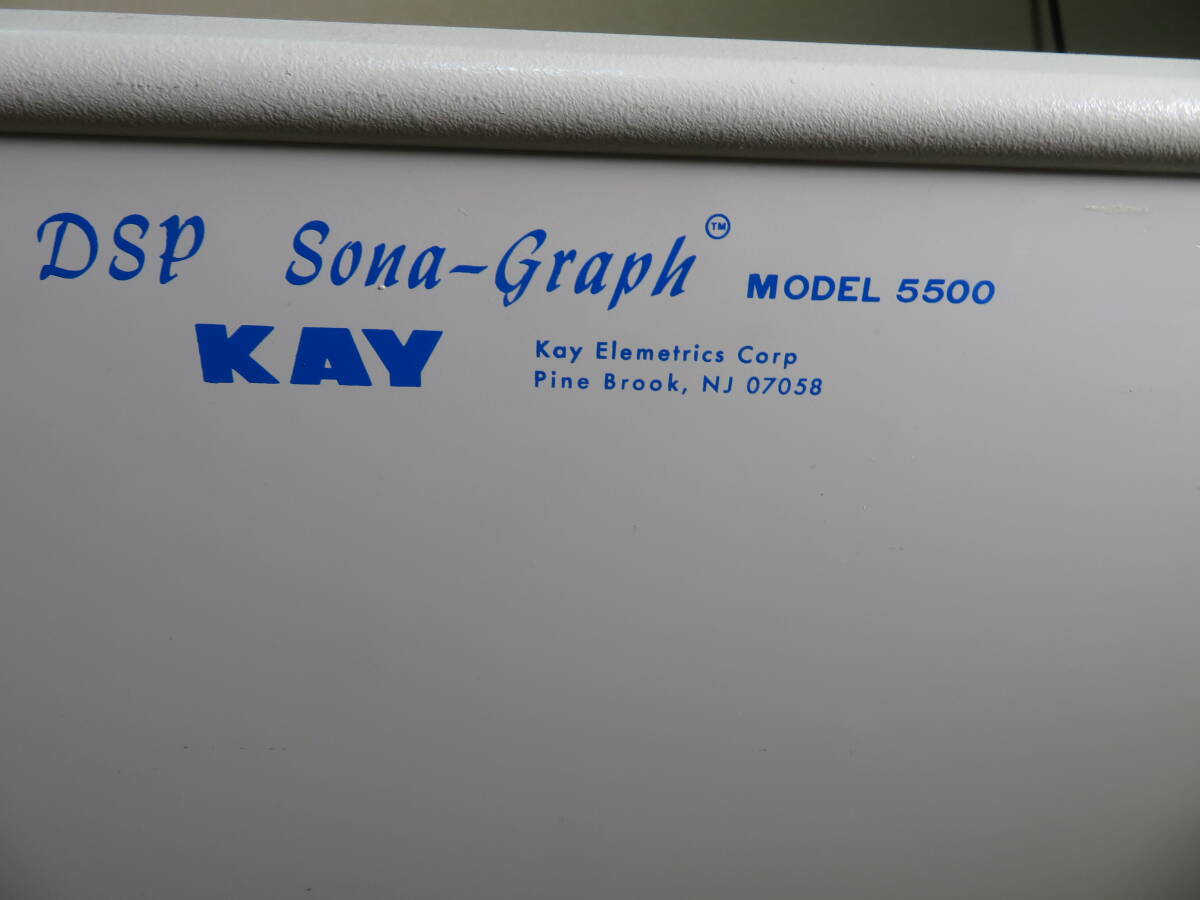 DSP Sona-Graph™ MODEL 5500
KAY
Kay Elemetrics Corp
Pine Brook, NJ 07058